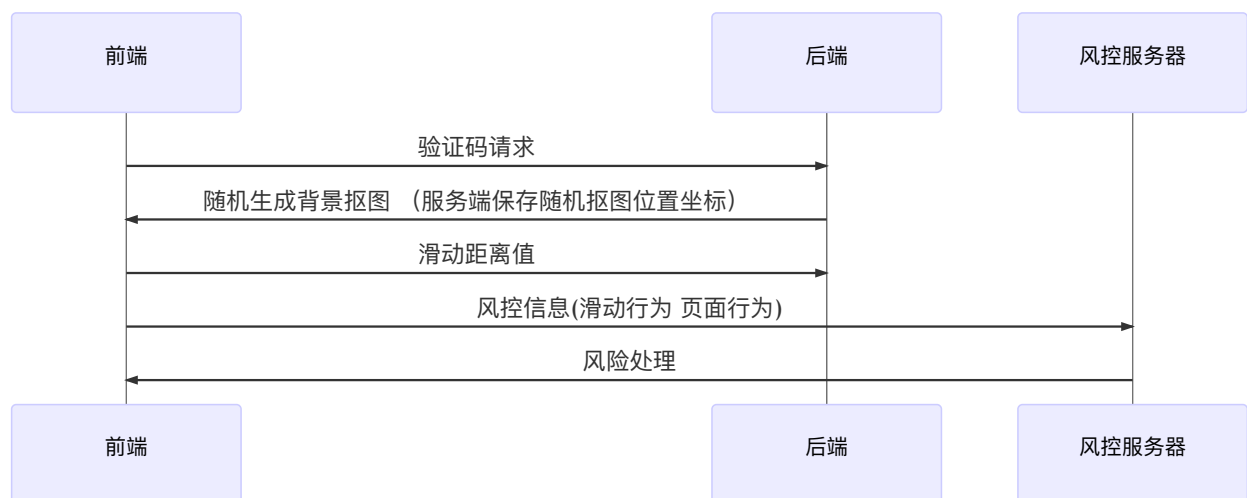 前端
后端
风控服务器
验证码请求
随机生成背景抠图 （服务端保存随机抠图位置坐标）
滑动距离值
风控信息(滑动行为 页面行为)
风险处理
前端
后端
风控服务器